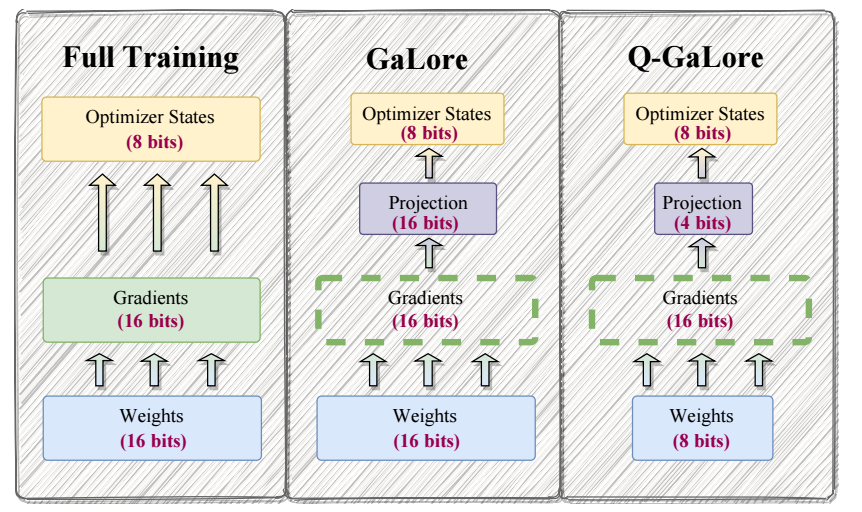 Full Training
Optimizer States
(8 bits)
Gradients
(16 bits)
Weights
(16 bits)
GaLore
Optimizer States
(8 bits)
Projection
(16 bits)
Gradients
(16 bits)
Weights
(16 bits)
Q-GaLore
Optimizer States
(8 bits)
Projection
(4 bits)
Gradients
(16 bits)
Weights
(8 bits)